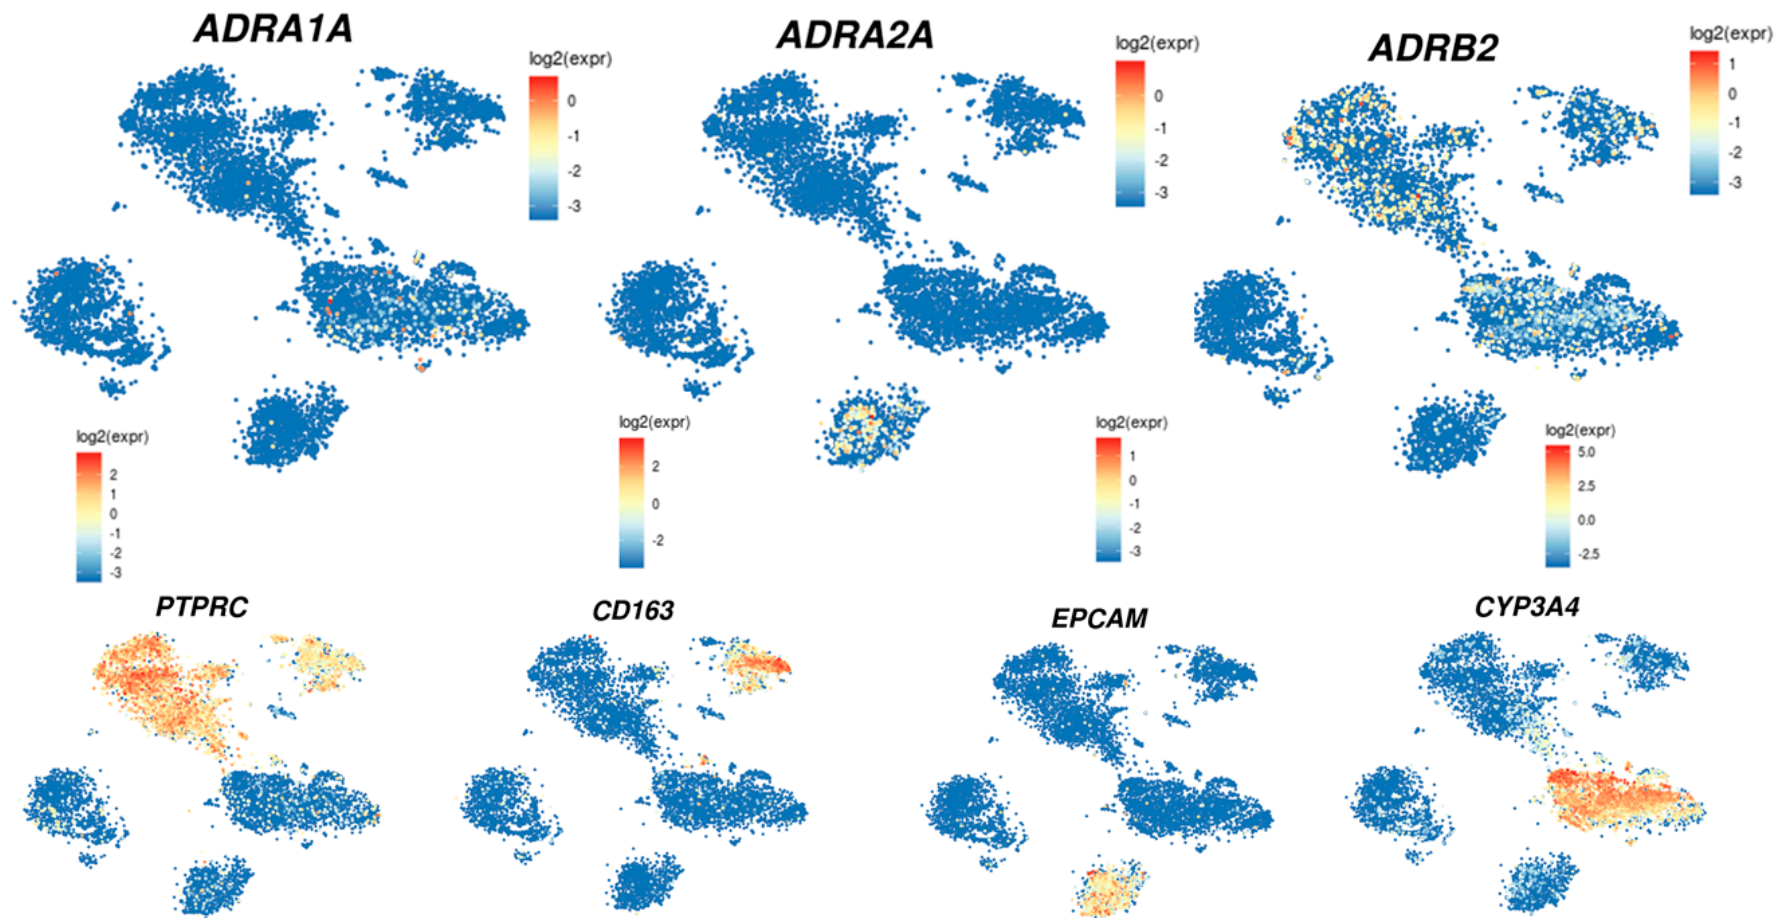 ADRA1A
ADRA2A
ADRB2
log2(expr)
0
-1
-2
-3
log2(expr)
0
-1
-2
-3
log2(expr)
1
0
-1
-2
-3
log2(expr)
2
1
0
-1
-2
-3
log2(expr)
2
0
-2
log2(expr)
1
0
-1
-2
-3
log2(expr)
5.0
2.5
0.0
-2.5
PTPRC
CD163
EPCAM
CYP3A4